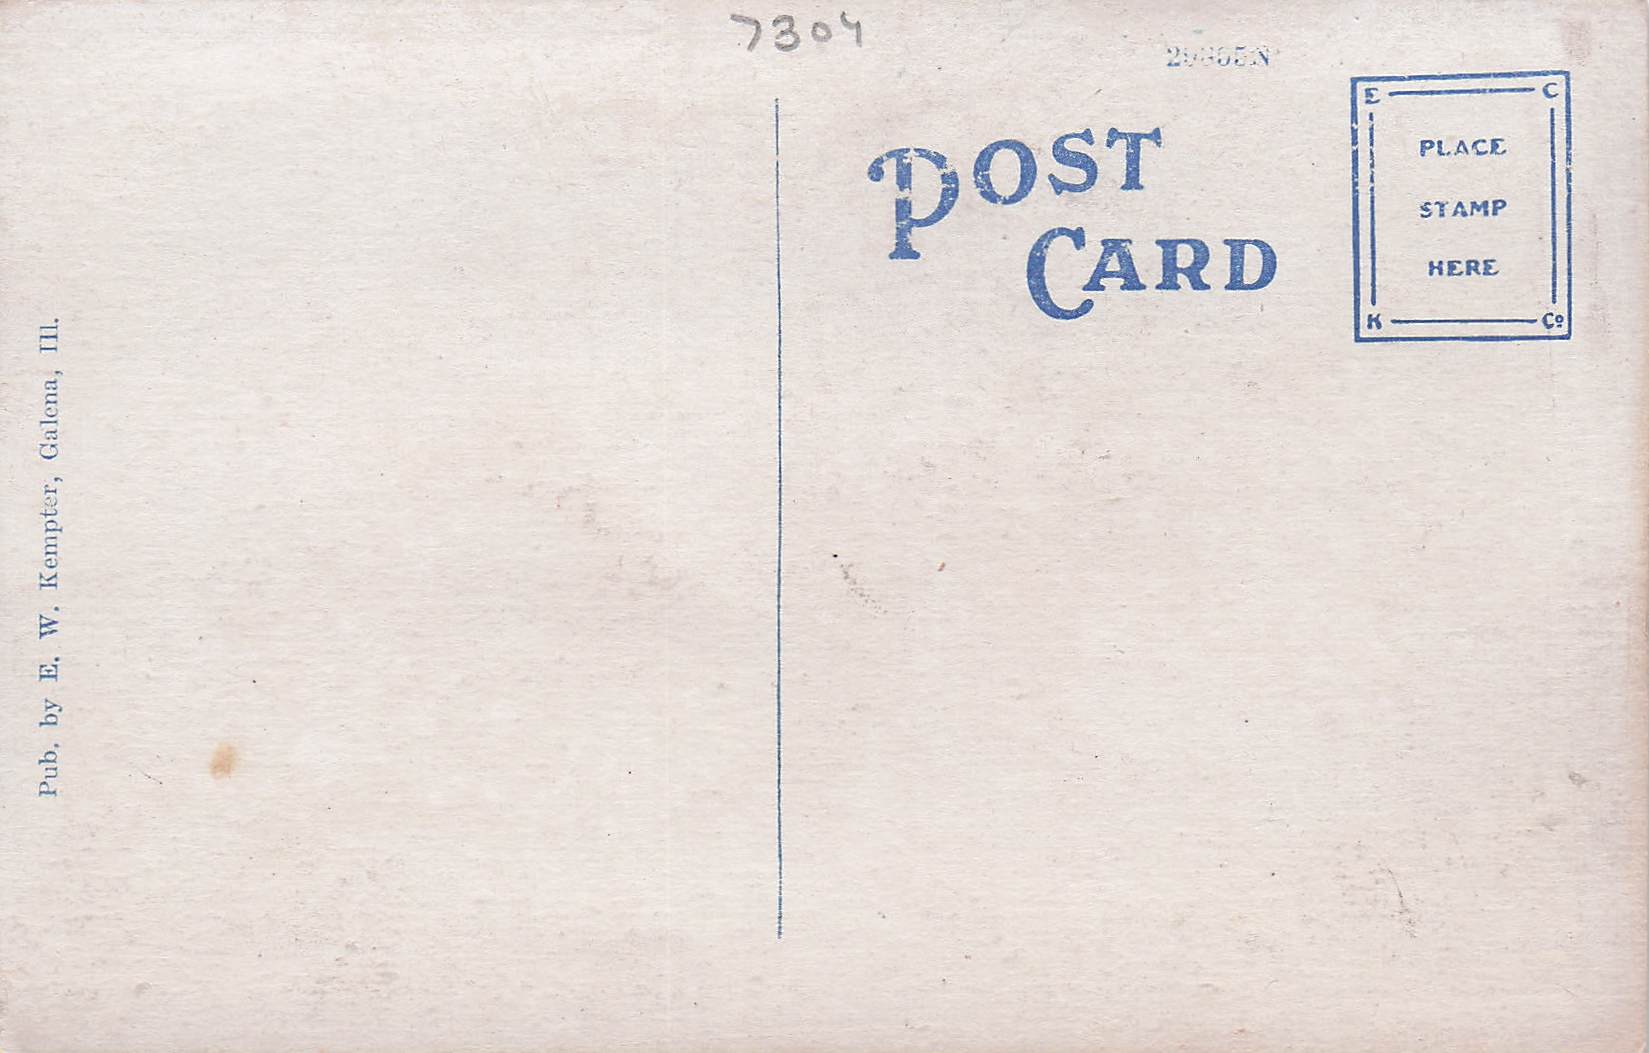 7304
POST
CARD
E C
PLACE
STAMP
HERE
K Cº
Pub. by E. W. Kempter, Galena, Ill.